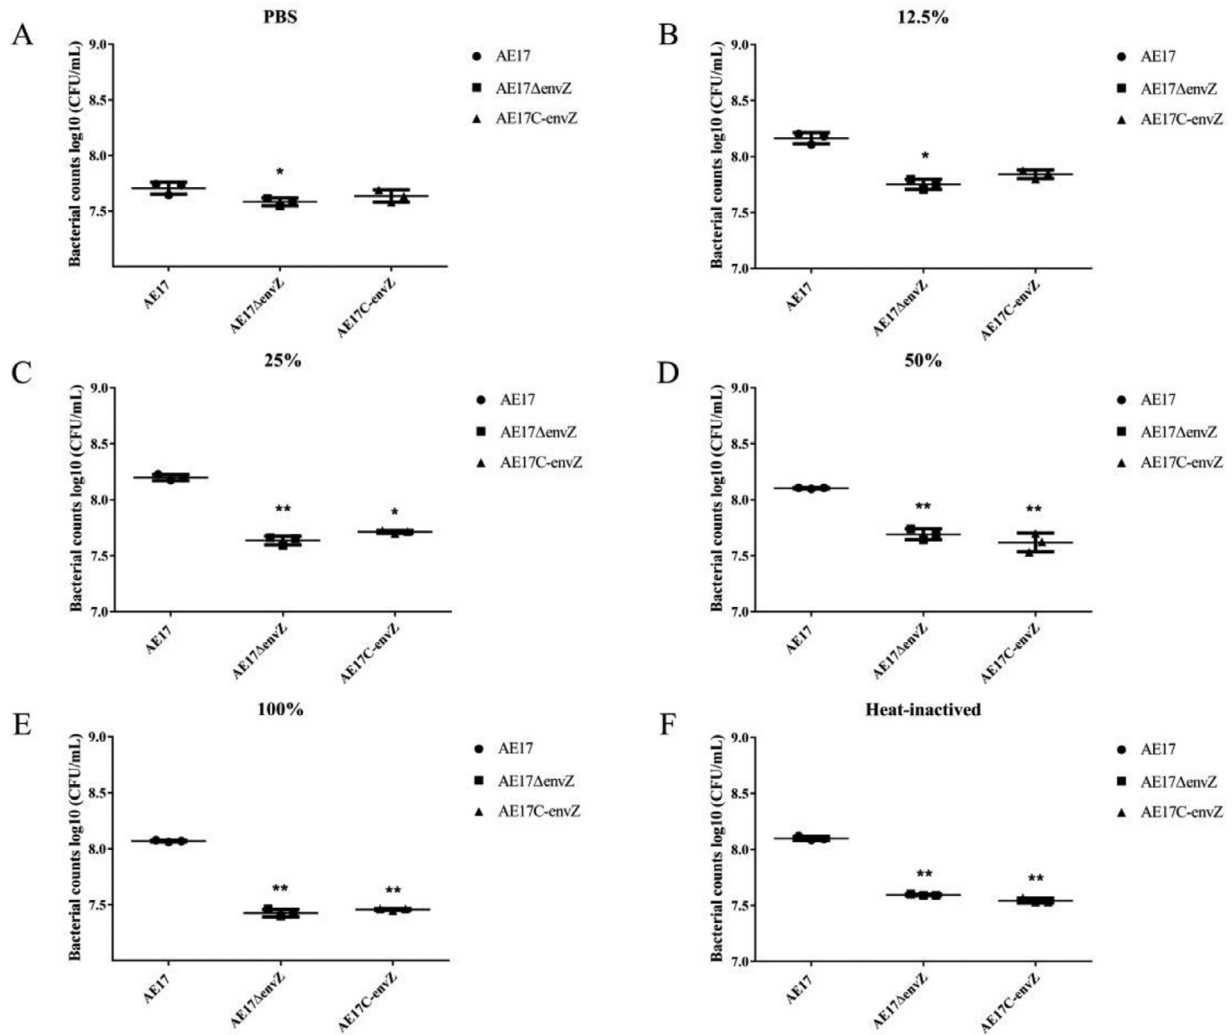 A
PBS
Bacterial counts log10 (CFU/mL)
9.0
8.5
8.0
7.5
AE17
AE17ΔenvZ
AE17C-envZ
*
AE17
AE17ΔenvZ
AE17C-envZ
B
12.5%
Bacterial counts log10 (CFU/mL)
9.0
8.5
8.0
7.5
7.0
AE17
AE17ΔenvZ
AE17C-envZ
*
AE17
AE17ΔenvZ
AE17C-envZ
C
25%
Bacterial counts log10 (CFU/mL)
9.0
8.5
8.0
7.5
7.0
AE17
AE17ΔenvZ
AE17C-envZ
**
*
AE17
AE17ΔenvZ
AE17C-envZ
D
50%
Bacterial counts log10 (CFU/mL)
9.0
8.5
8.0
7.5
7.0
AE17
AE17ΔenvZ
AE17C-envZ
**
**
AE17
AE17ΔenvZ
AE17C-envZ
E
100%
Bacterial counts log10 (CFU/mL)
9.0
8.5
8.0
7.5
AE17
AE17ΔenvZ
AE17C-envZ
**
**
AE17
AE17ΔenvZ
AE17C-envZ
F
Heat-inactived
Bacterial counts log10 (CFU/mL)
9.0
8.5
8.0
7.5
7.0
AE17
AE17ΔenvZ
AE17C-envZ
**
**
AE17
AE17ΔenvZ
AE17C-envZ